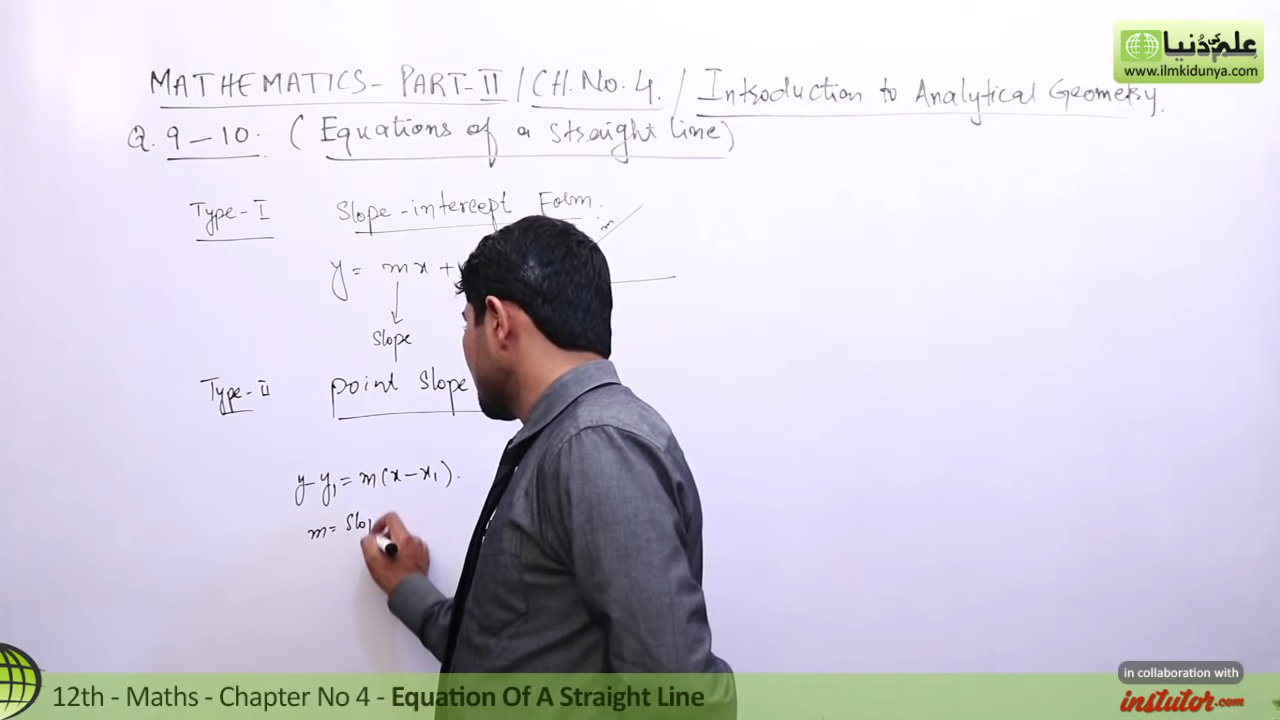 علم کی دُنیا
www.ilmkidunya.com
MATHEMATICS - PART-II / CH. No. 4. / Introduction to Analytical Geometry.
Q. 9-10. (Equations of a straight line)
Type-I Slope-intercept Form.
m
y = mx +
Slope
Type-II point Slope
y-y₁ = m(x-x₁).
m = Slop
in collaboration with
12th - Maths - Chapter No 4 - Equation Of A Straight Line
instutor.com